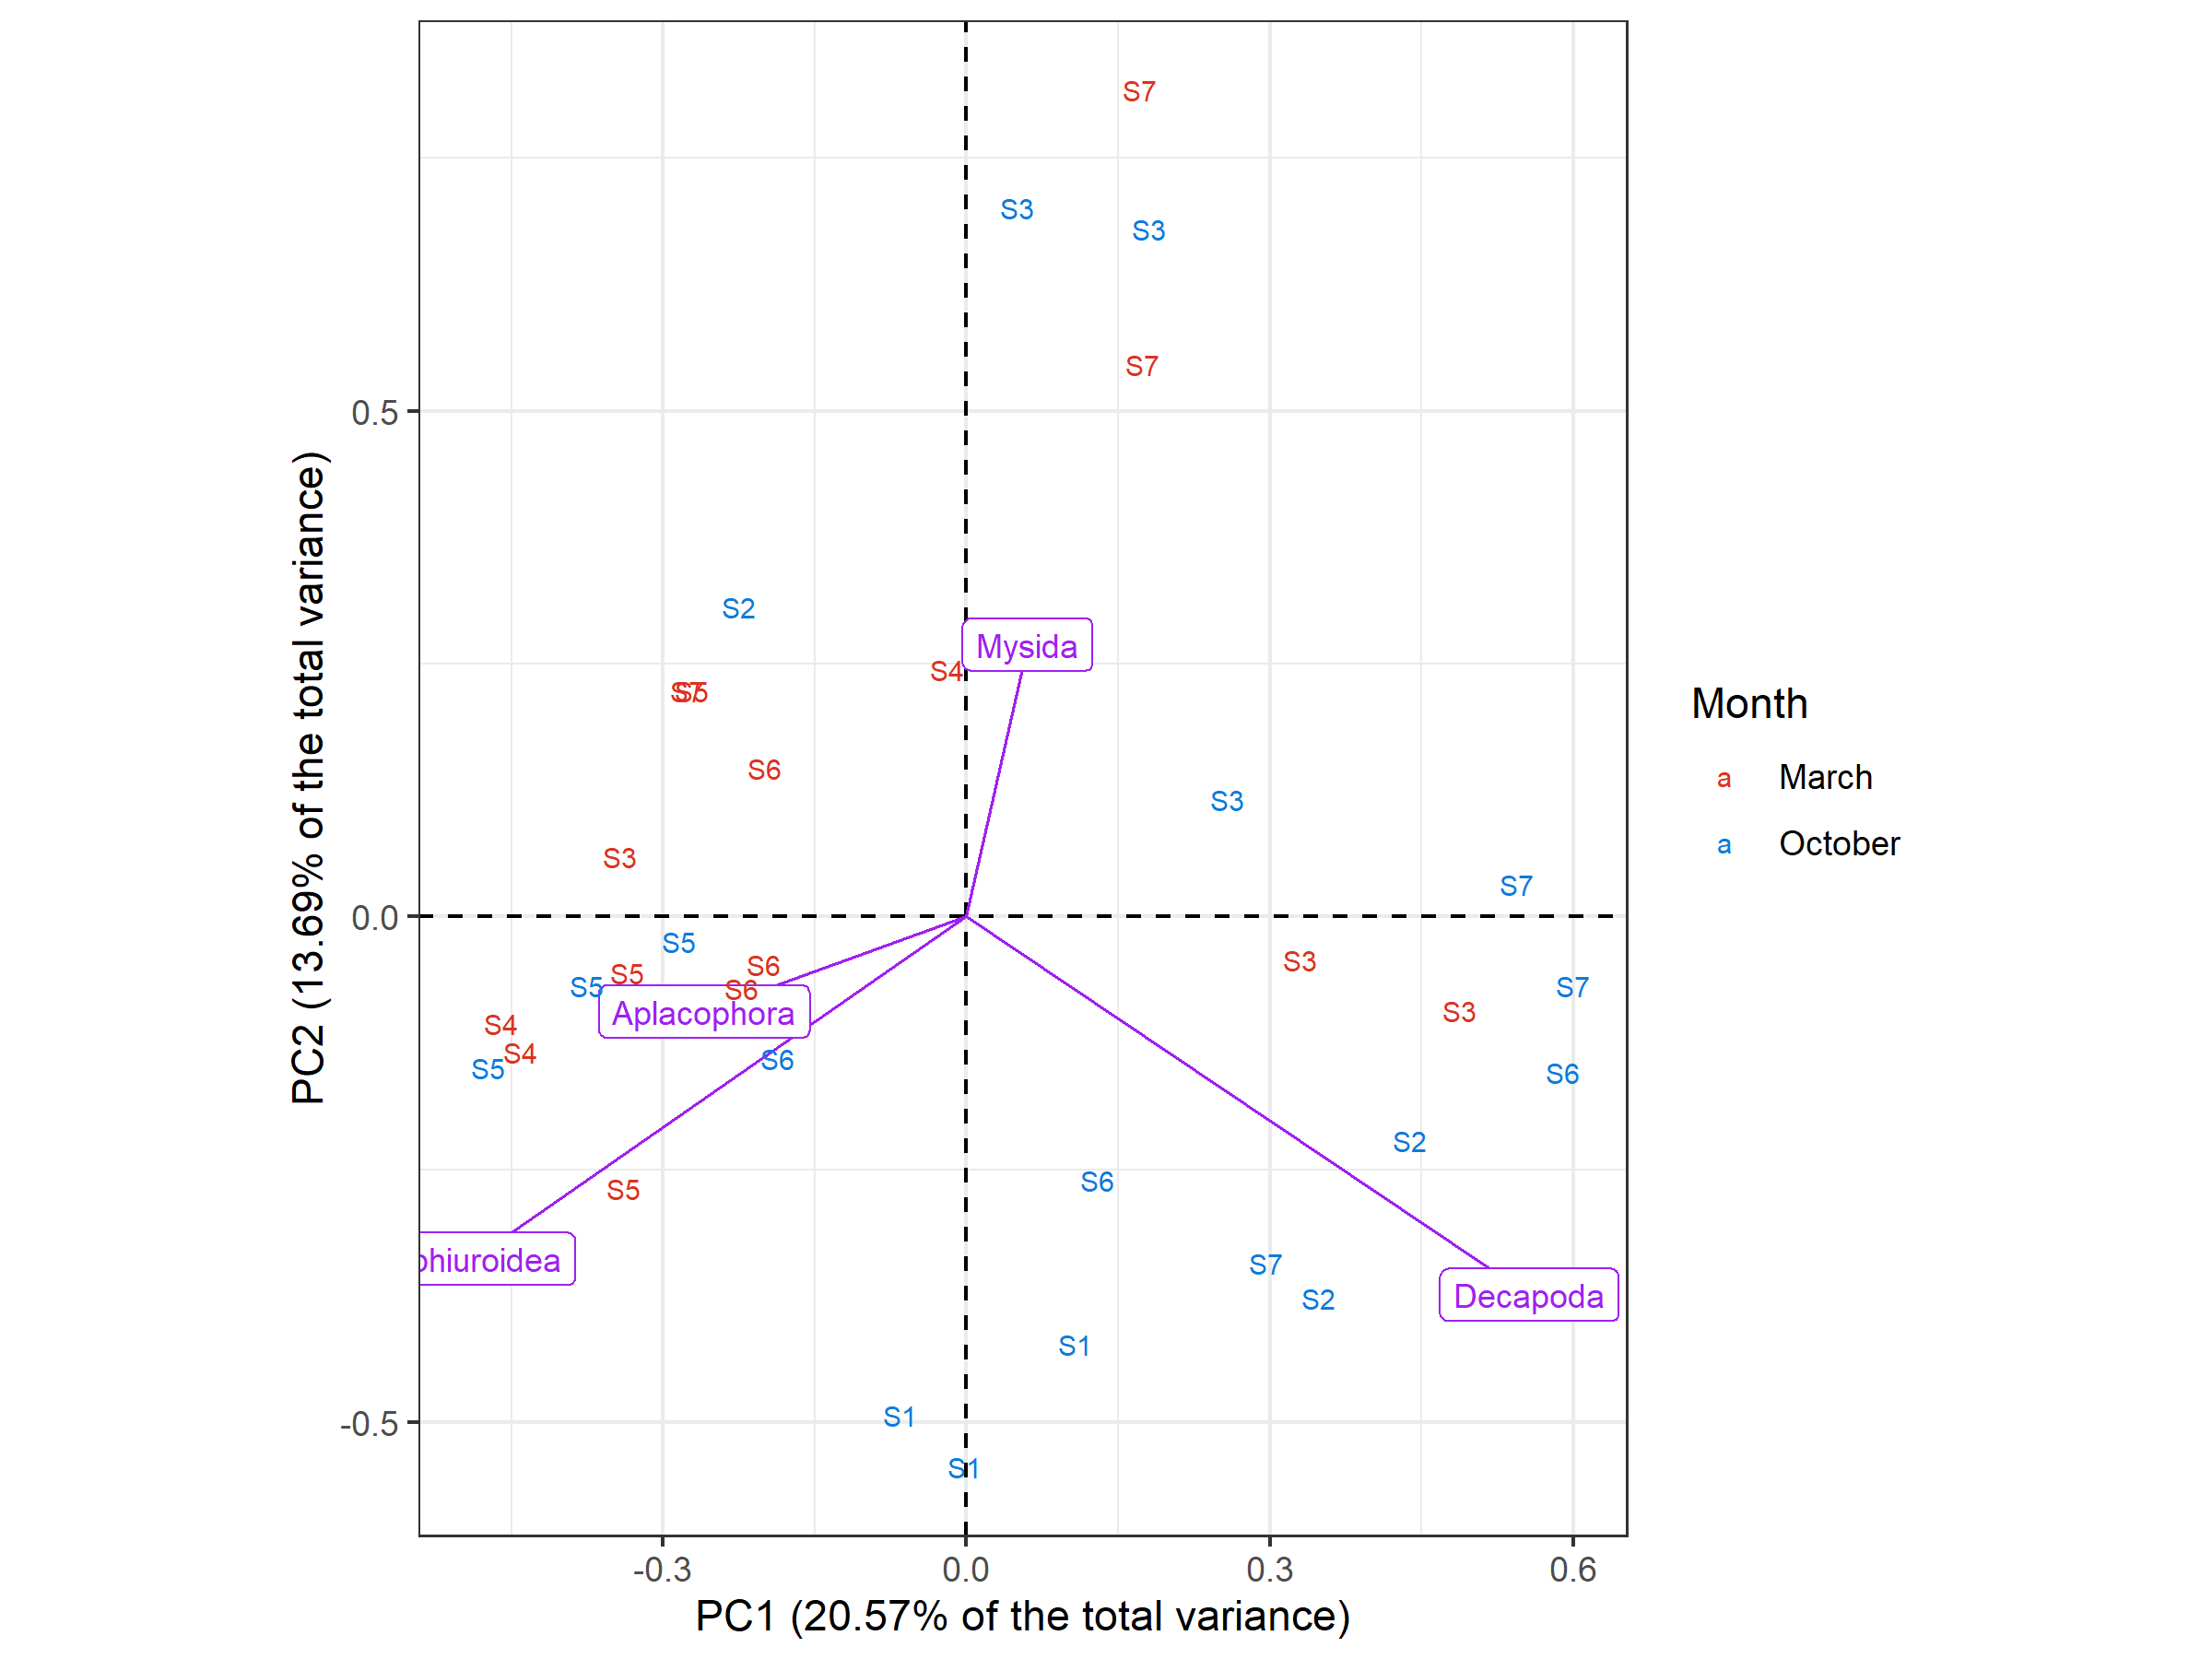 S7
S3
S3
S7
0.5
S2
Mysida
S4
S7
S5
S6
S3
S3
S7
0.0
S5
S6
S3
S5
S6
S5
S7
Aplacophora
S3
S4
S4
S6
S5
S6
S2
S6
S5
phiuroidea
S7
Decapoda
S2
S1
S1
-0.5
S1
-0.3
0.0
0.3
0.6
PC1 (20.57% of the total variance)
PC2 (13.69% of the total variance)
Month
a March
a October